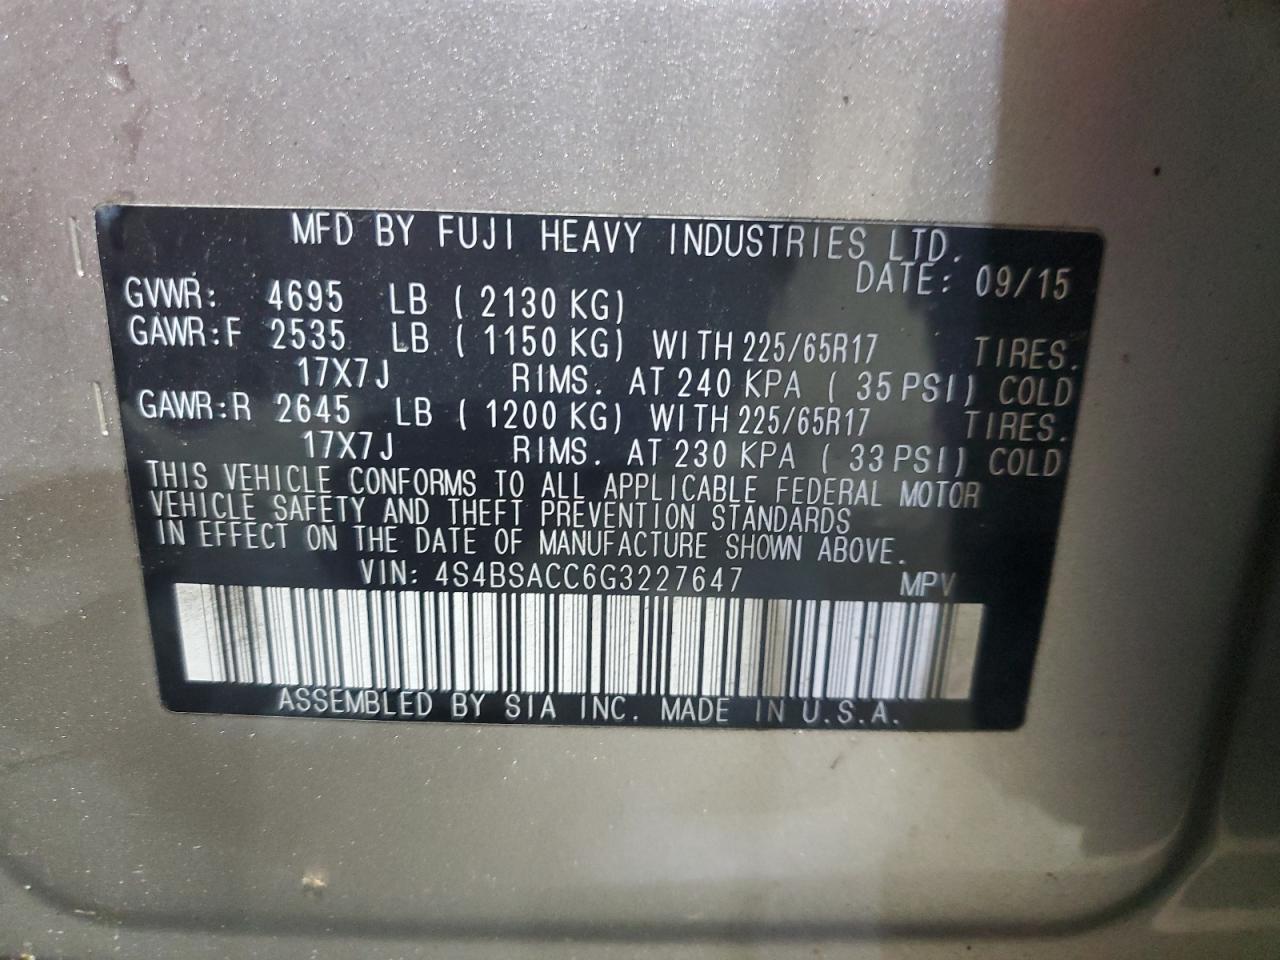 MFD BY FUJI HEAVY INDUSTRIES LTD.
DATE: 09/15
GVWR: 4695 LB ( 2130 KG)
GAWR:F 2535 LB ( 1150 KG) WITH 225/65R17 TIRES.
17X7J RIMS. AT 240 KPA ( 35 PSI) COLD
GAWR:R 2645 LB ( 1200 KG) WITH 225/65R17 TIRES.
17X7J RIMS. AT 230 KPA ( 33 PSI) COLD
THIS VEHICLE CONFORMS TO ALL APPLICABLE FEDERAL MOTOR
VEHICLE SAFETY AND THEFT PREVENTION STANDARDS
IN EFFECT ON THE DATE OF MANUFACTURE SHOWN ABOVE.
VIN: 4S4BSACC6G3227647 MPV
ASSEMBLED BY SIA INC. MADE IN U.S.A.